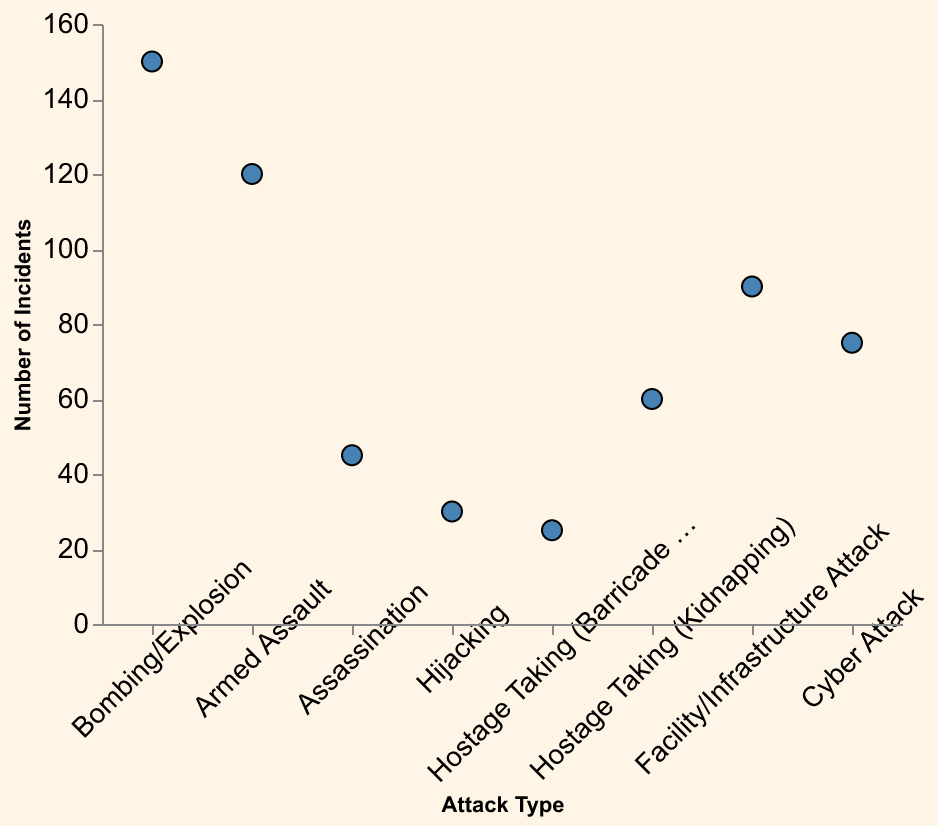 160
140
120
100
80
60
40
20
0
Number of Incidents
Bombing/Explosion
Armed Assault
Assassination
Hijacking
Hostage Taking (Barricade …
Hostage Taking (Kidnapping)
Facility/Infrastructure Attack
Cyber Attack
Attack Type